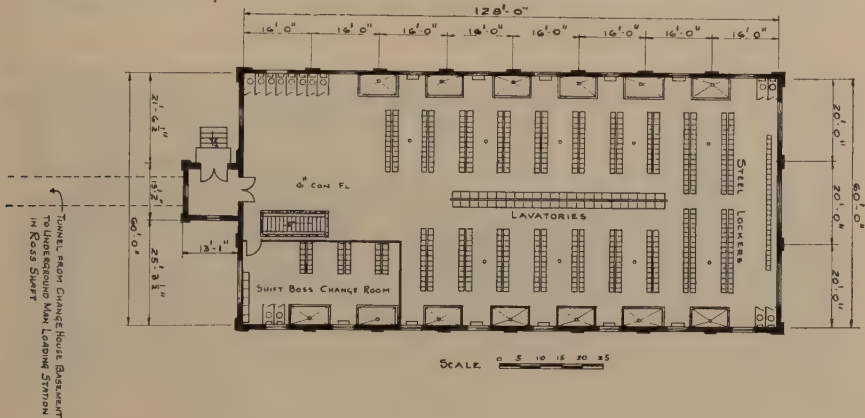 128'-0"
16'-0" 16'-0" 16'-0" 16'-0" 16'-0" 16'-0" 16'-0" 16'-0"
21'-6½"
13'-2"
25'-3½"
60'-0"
13'-1"
6" CON FL
LAVATORIES
STEEL LOCKERS
SHIFT BOSS CHANGE ROOM
20'-0"
20'-0"
20'-0"
60'-0"
TUNNEL FROM CHANGE HOUSE BASEMENT
TO UNDERGROUND MAN LOADING STATION
IN ROSS SHAFT
SCALE 0 5 10 15 20 25